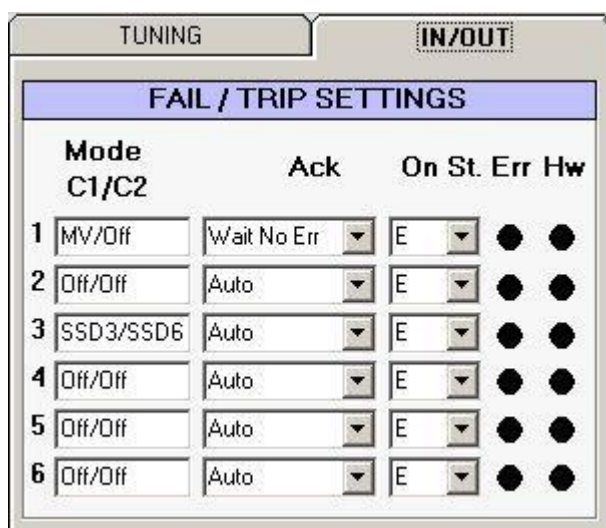 TUNING IN/OUT
FAIL / TRIP SETTINGS
Mode C1/C2 Ack On St. Err Hw
1 MV/Off Wait No Err E
2 Off/Off Auto E
3 SSD3/SSD6 Auto E
4 Off/Off Auto E
5 Off/Off Auto E
6 Off/Off Auto E